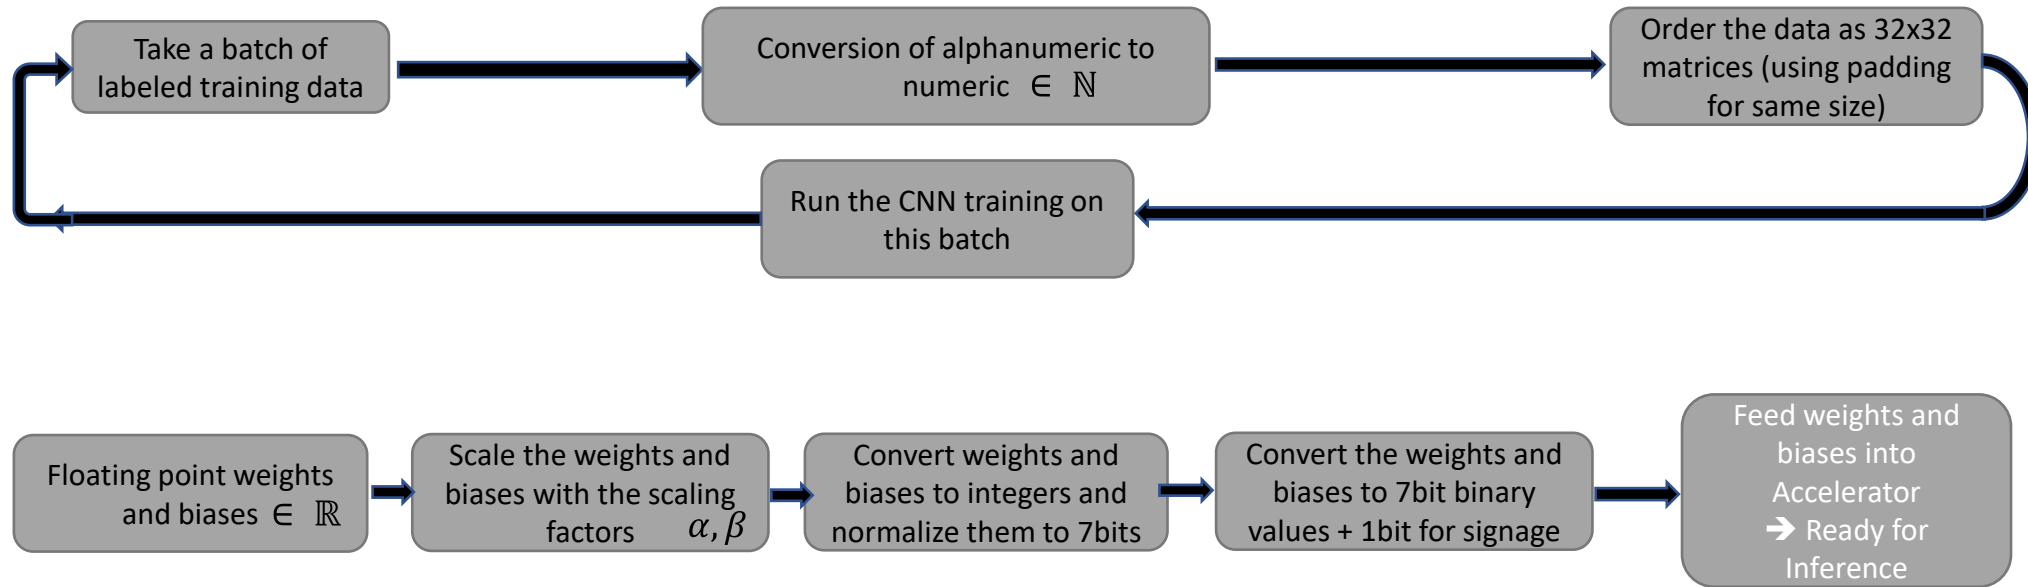 Take a batch of
labeled training data
Conversion of alphanumeric to
numeric ∈ ℕ
Order the data as 32x32
matrices (using padding
for same size)
Run the CNN training on
this batch
Floating point weights
and biases ∈ ℝ
Scale the weights and
biases with the scaling
factors α, β
Convert weights and
biases to integers and
normalize them to 7bits
Convert the weights and
biases to 7bit binary
values + 1bit for signage
Feed weights and
biases into
Accelerator
➔ Ready for
Inference